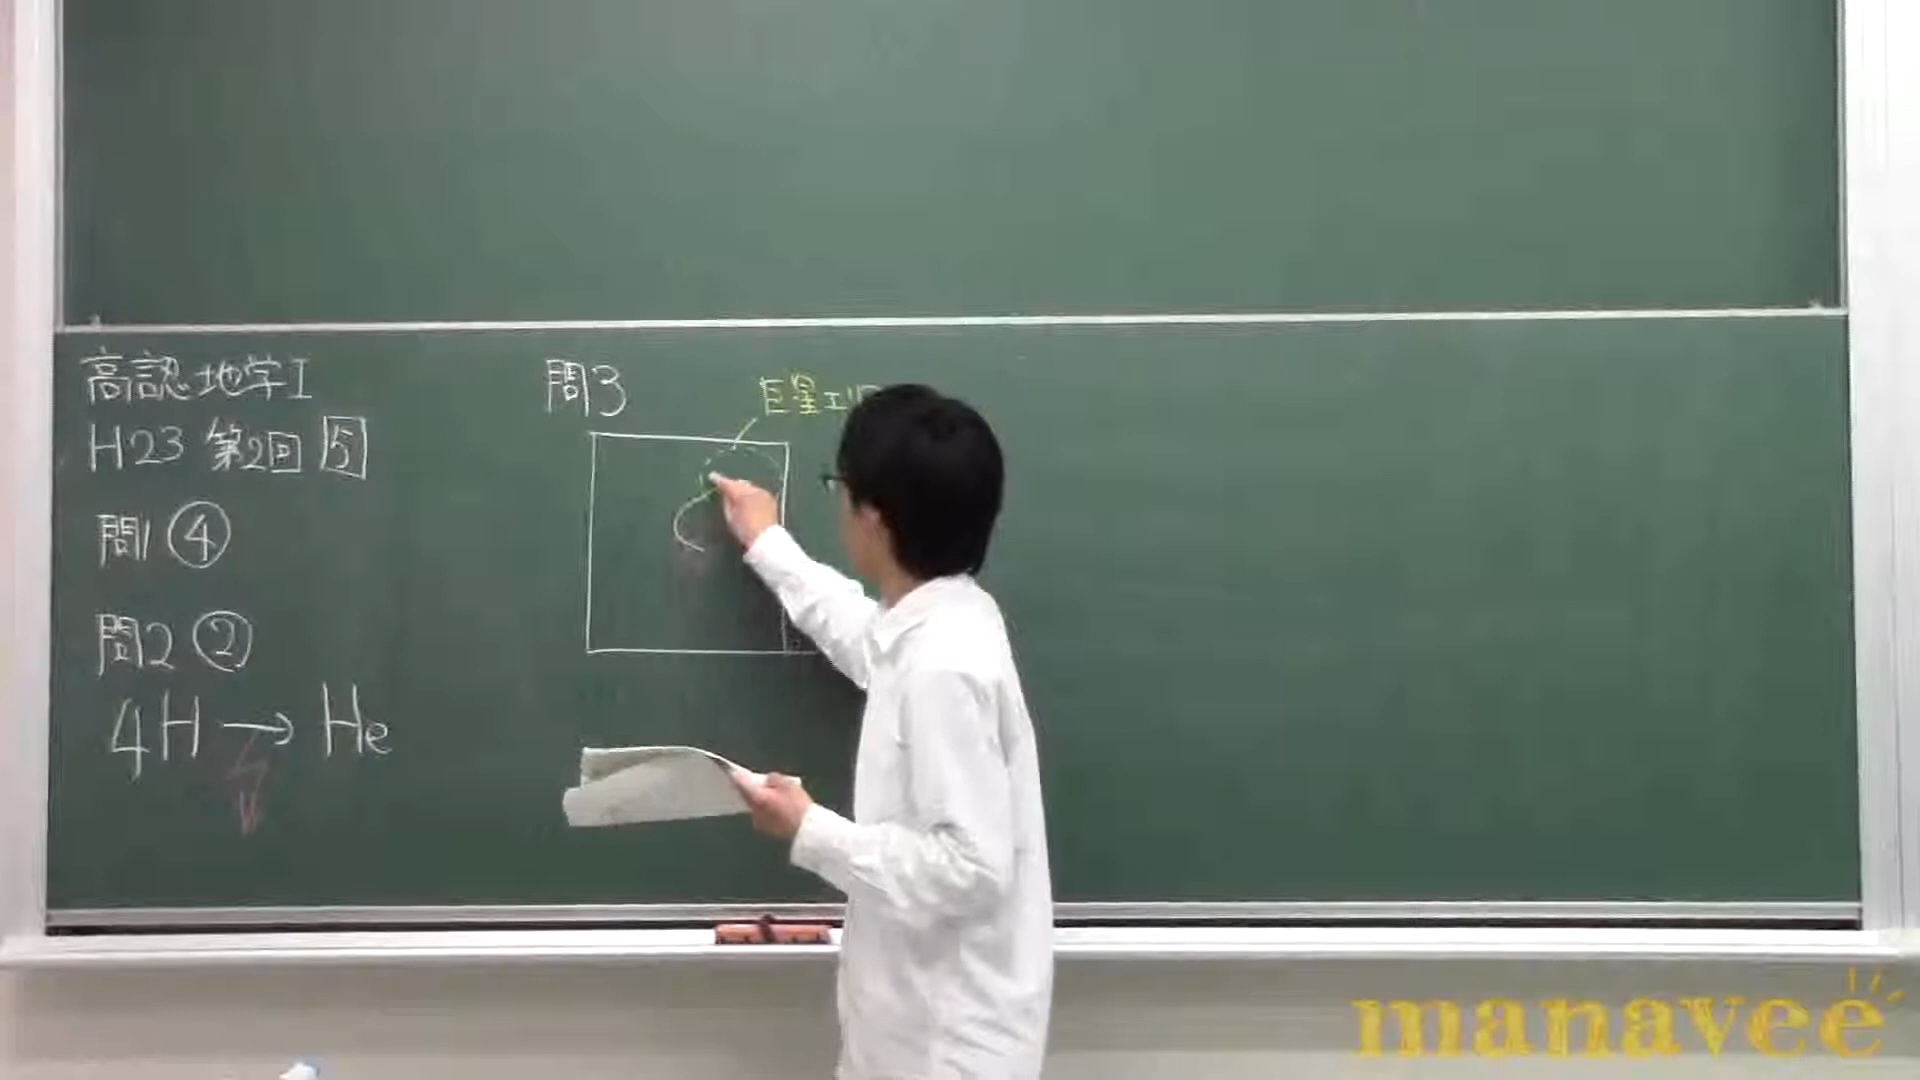 高認地学I
H23 第2回 5
問1 ④
問2 ②
4H → He
問3
巨星エリ
manavee